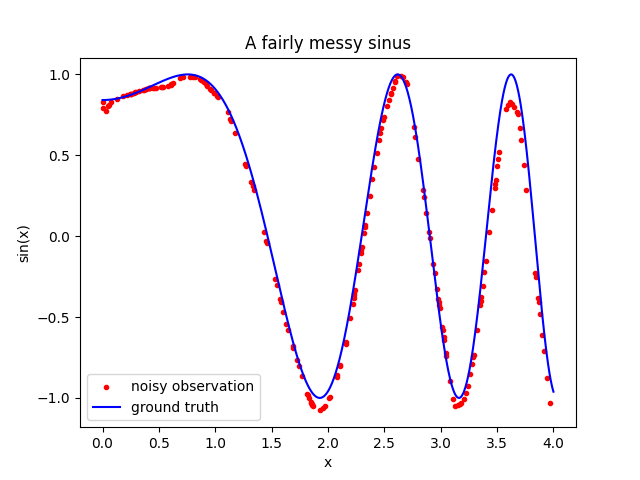 A fairly messy sinus
1.0
0.5
0.0
−0.5
−1.0
sin(x)
noisy observation
ground truth
0.0 0.5 1.0 1.5 2.0 2.5 3.0 3.5 4.0
x